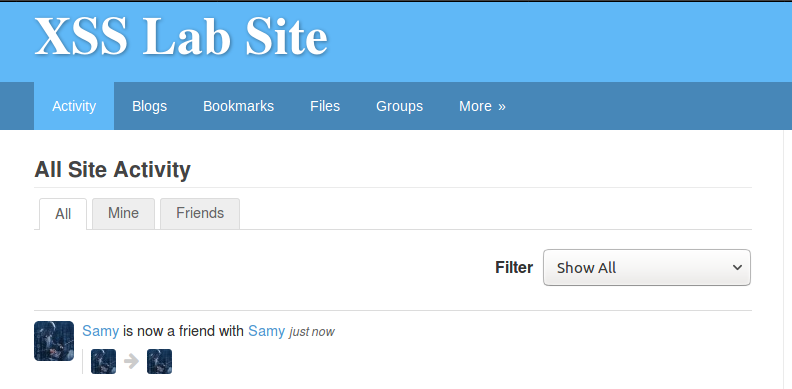 XSS Lab Site
Activity Blogs Bookmarks Files Groups More »
All Site Activity
All Mine Friends
Filter Show All
Samy is now a friend with Samy just now